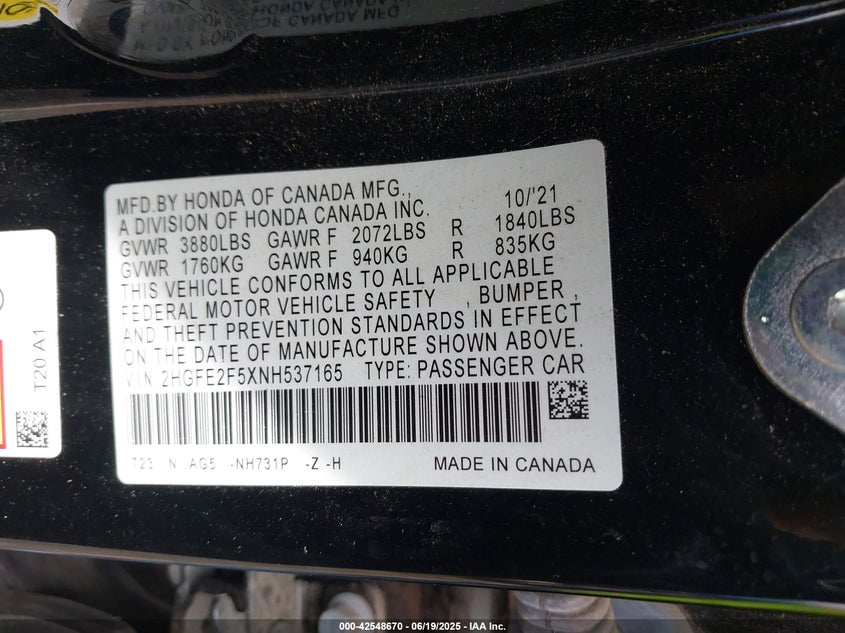 MFD.BY HONDA OF CANADA MFG., 10/'21
A DIVISION OF HONDA CANADA INC.
GVWR 3880LBS GAWR F 2072LBS R 1840LBS
GVWR 1760KG GAWR F 940KG R 835KG
THIS VEHICLE CONFORMS TO ALL APPLICABLE
FEDERAL MOTOR VEHICLE SAFETY , BUMPER ,
AND THEFT PREVENTION STANDARDS IN EFFECT
ON THE DATE OF MANUFACTURE SHOWN ABOVE.
VIN 2HGFE2F5XNH537165 TYPE: PASSENGER CAR
T23 N AG5 -NH731P -Z -H MADE IN CANADA
T20 A1
000-42548670 - 06/19/2025 - IAA Inc.